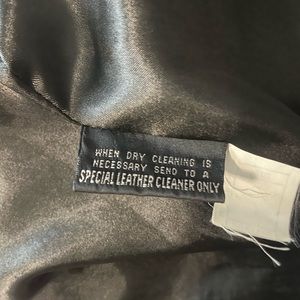 WHEN DRY CLEANING IS
NECESSARY SEND TO A
SPECIAL LEATHER CLEANER ONLY